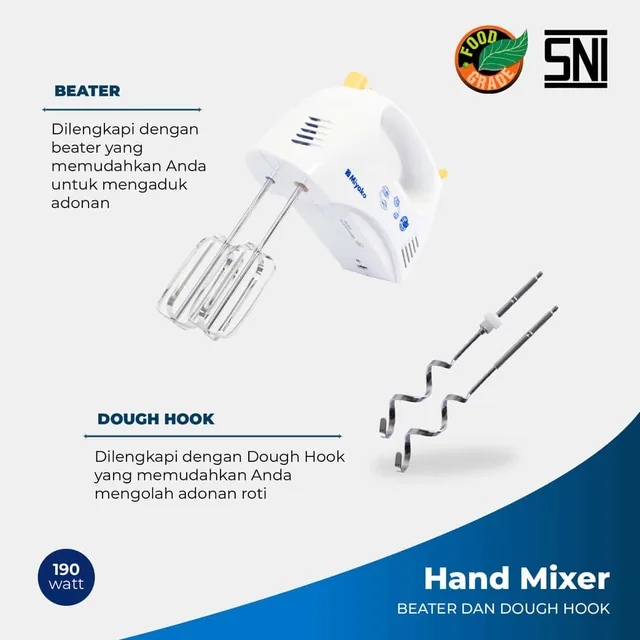 FOOD
GRADE
SNI
BEATER
Dilengkapi dengan
beater yang
memudahkan Anda
untuk mengaduk
adonan
Miyako
DOUGH HOOK
Dilengkapi dengan Dough Hook
yang memudahkan Anda
mengolah adonan roti
190
watt
Hand Mixer
BEATER DAN DOUGH HOOK